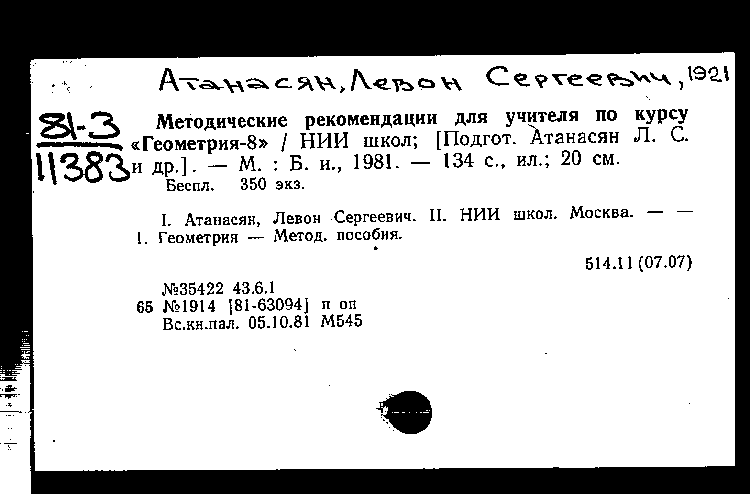 Атанасян, Левон Сергеевич, 1921
81-3
11383
Методические рекомендации для учителя по курсу
«Геометрия-8» / НИИ школ; [Подгот. Атанасян Л. С.
и др.]. — М. : Б. и., 1981. — 134 с., ил.; 20 см.
Беспл. 350 экз.
I. Атанасян, Левон Сергеевич. II. НИИ школ. Москва. — —
1. Геометрия — Метод. пособия.
514.11 (07.07)
№35422 43.6.1
65 №1914 [81-63094] п оп
Вс.кн.пал. 05.10.81 М545